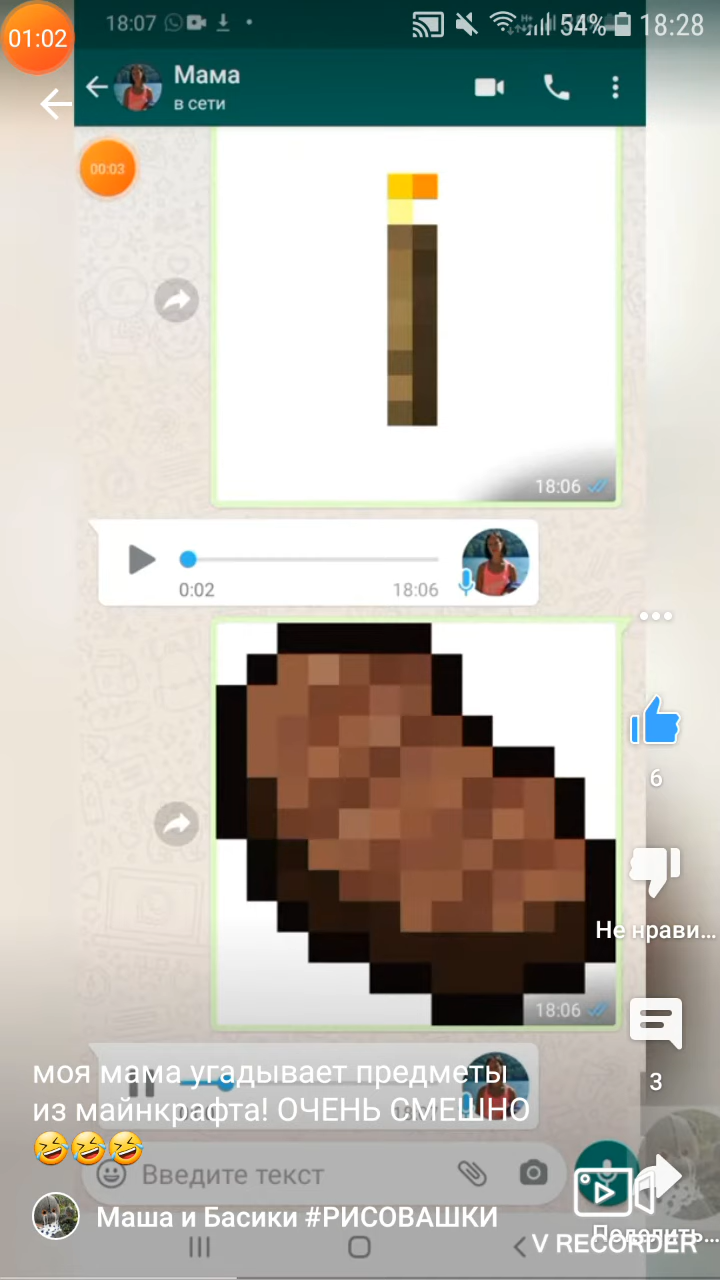 01:02
18:07
54% 18:28
Мама
в сети
00:03
18:06
0:02 18:06
6
Не нрави...
18:06
3
моя мама угадывает предметы
из майнкрафта! ОЧЕНЬ СМЕШНО
🤣🤣🤣
Введите текст
Маша и Басики #РИСОВАШКИ
Поделить...
V RECORDER